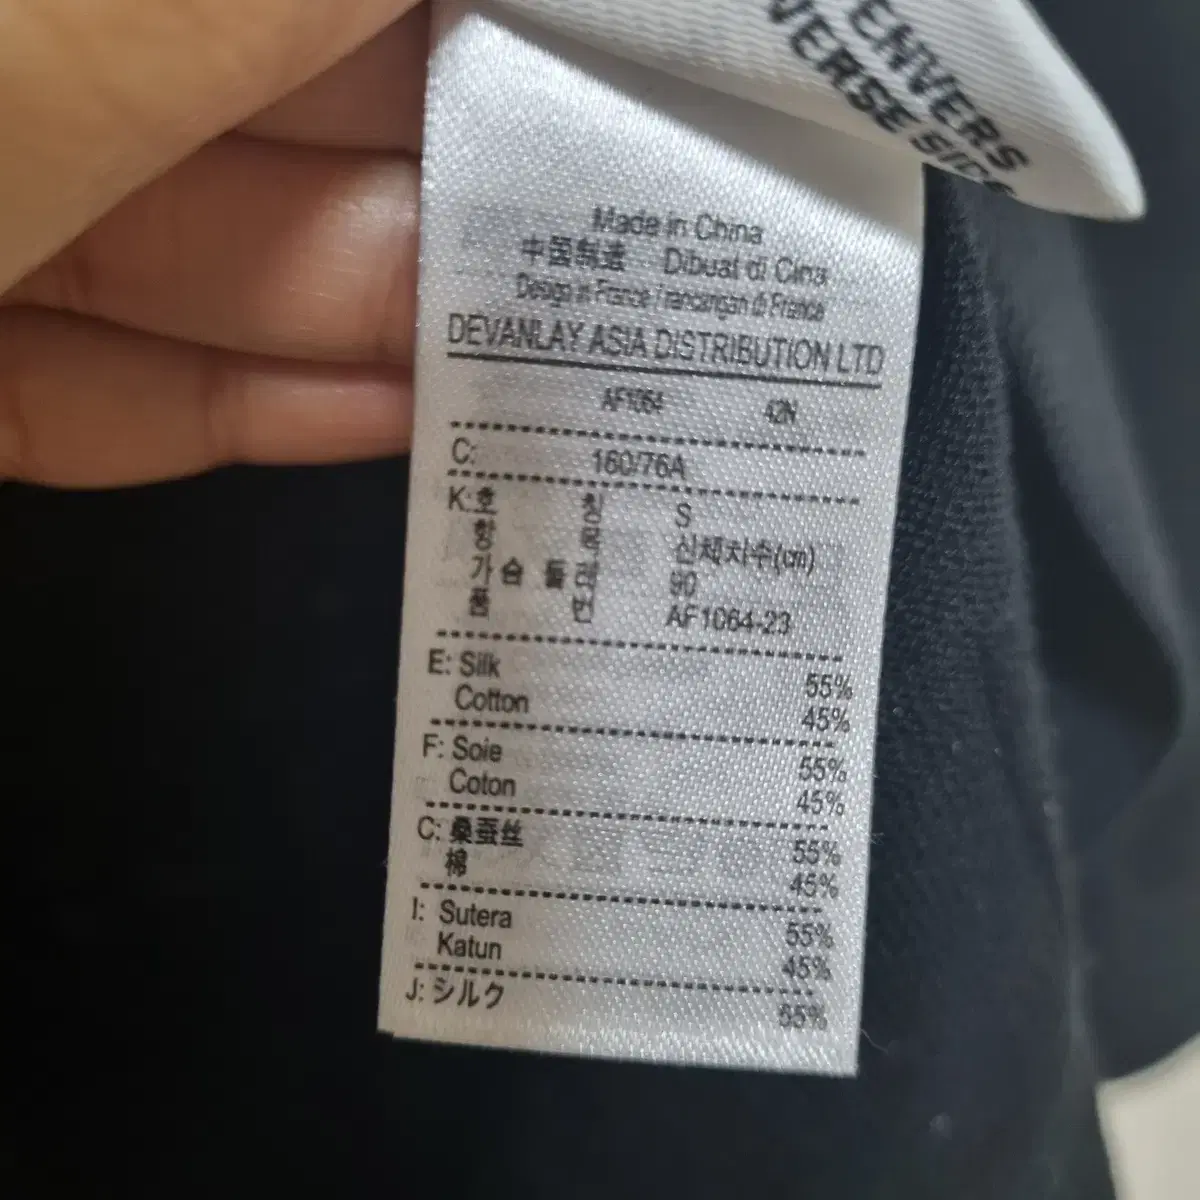 ENVERS
VERSE SIDE
Made in China
中国制造 Dibuat di Cina
Design in France / rancangan di France
DEVANLAY ASIA DISTRIBUTION LTD
AF1064 42N
C: 160/76A
K: 호 칭 S
항 목 신체치수(cm)
가 슴 둘 레 90
품 번 AF1064-23
E: Silk 55%
Cotton 45%
F: Soie 55%
Coton 45%
C: 桑蚕丝 55%
棉 45%
I: Sutera 55%
Katun 45%
J: シルク 55%